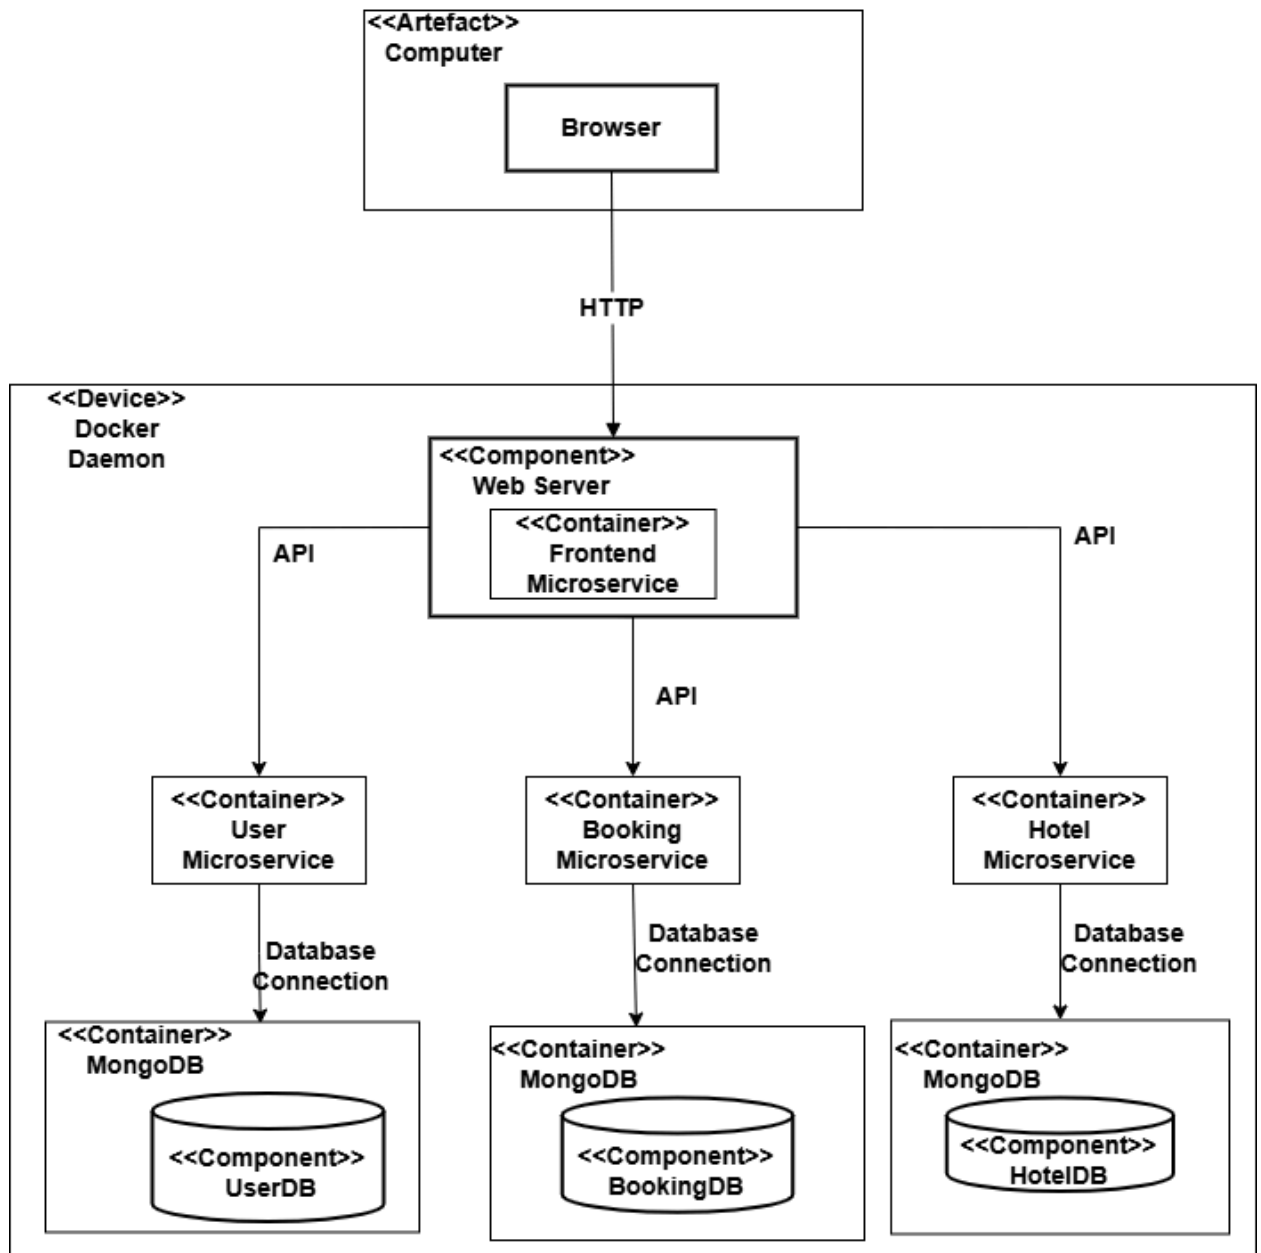 <<Artefact>>
Computer
Browser
HTTP
<<Device>>
Docker
Daemon
<<Component>>
Web Server
<<Container>>
Frontend
Microservice
API
API
API
<<Container>>
User
Microservice
<<Container>>
Booking
Microservice
<<Container>>
Hotel
Microservice
Database
Connection
Database
Connection
Database
Connection
<<Container>>
MongoDB
<<Component>>
UserDB
<<Container>>
MongoDB
<<Component>>
BookingDB
<<Container>>
MongoDB
<<Component>>
HotelDB